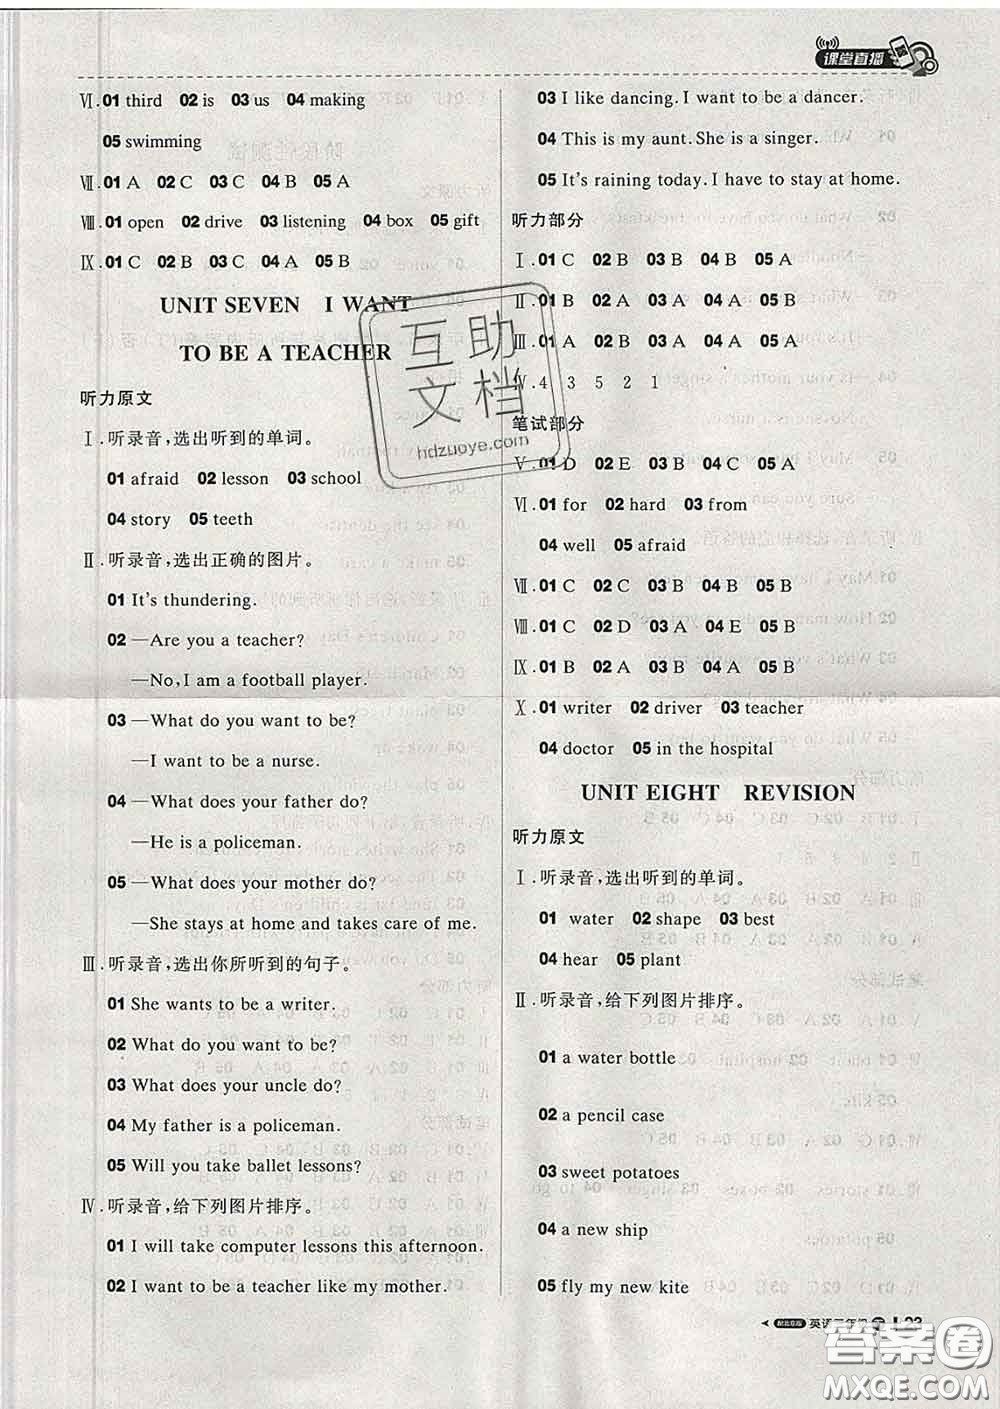 课堂直播
Ⅵ.01 third 02 is 03 us 04 making
05 swimming
Ⅶ.01 A 02 C 03 C 04 B 05 A
Ⅷ.01 open 02 drive 03 listening 04 box 05 gift
Ⅸ.01 C 02 B 03 C 04 A 05 B
UNIT SEVEN I WANT
TO BE A TEACHER
听力原文
Ⅰ.听录音,选出听到的单词。
01 afraid 02 lesson 03 school
04 story 05 teeth
Ⅱ.听录音,选出正确的图片。
01 It's thundering.
02 —Are you a teacher?
—No, I am a football player.
03 —What do you want to be?
—I want to be a nurse.
04 —What does your father do?
—He is a policeman.
05 —What does your mother do?
—She stays at home and takes care of me.
Ⅲ.听录音,选出你所听到的句子。
01 She wants to be a writer.
02 What do you want to be?
03 What does your uncle do?
04 My father is a policeman.
05 Will you take ballet lessons?
Ⅳ.听录音,给下列图片排序。
01 I will take computer lessons this afternoon.
02 I want to be a teacher like my mother.
03 I like dancing. I want to be a dancer.
04 This is my aunt. She is a singer.
05 It's raining today. I have to stay at home.
听力部分
Ⅰ.01 C 02 B 03 B 04 B 05 A
Ⅱ.01 B 02 A 03 A 04 A 05 B
Ⅲ.01 A 02 B 03 A 04 A 05 A
Ⅳ.4 3 5 2 1
笔试部分
Ⅴ.01 D 02 E 03 B 04 C 05 A
Ⅵ.01 for 02 hard 03 from
04 well 05 afraid
Ⅶ.01 C 02 C 03 B 04 B 05 B
Ⅷ.01 C 02 D 03 A 04 E 05 B
Ⅸ.01 B 02 A 03 B 04 A 05 B
Ⅹ.01 writer 02 driver 03 teacher
04 doctor 05 in the hospital
UNIT EIGHT REVISION
听力原文
Ⅰ.听录音,选出听到的单词。
01 water 02 shape 03 best
04 hear 05 plant
Ⅱ.听录音,给下列图片排序。
01 a water bottle
02 a pencil case
03 sweet potatoes
04 a new ship
05 fly my new kite
互助
文档
hdzuoye.com
答案圈
MXQE.COM